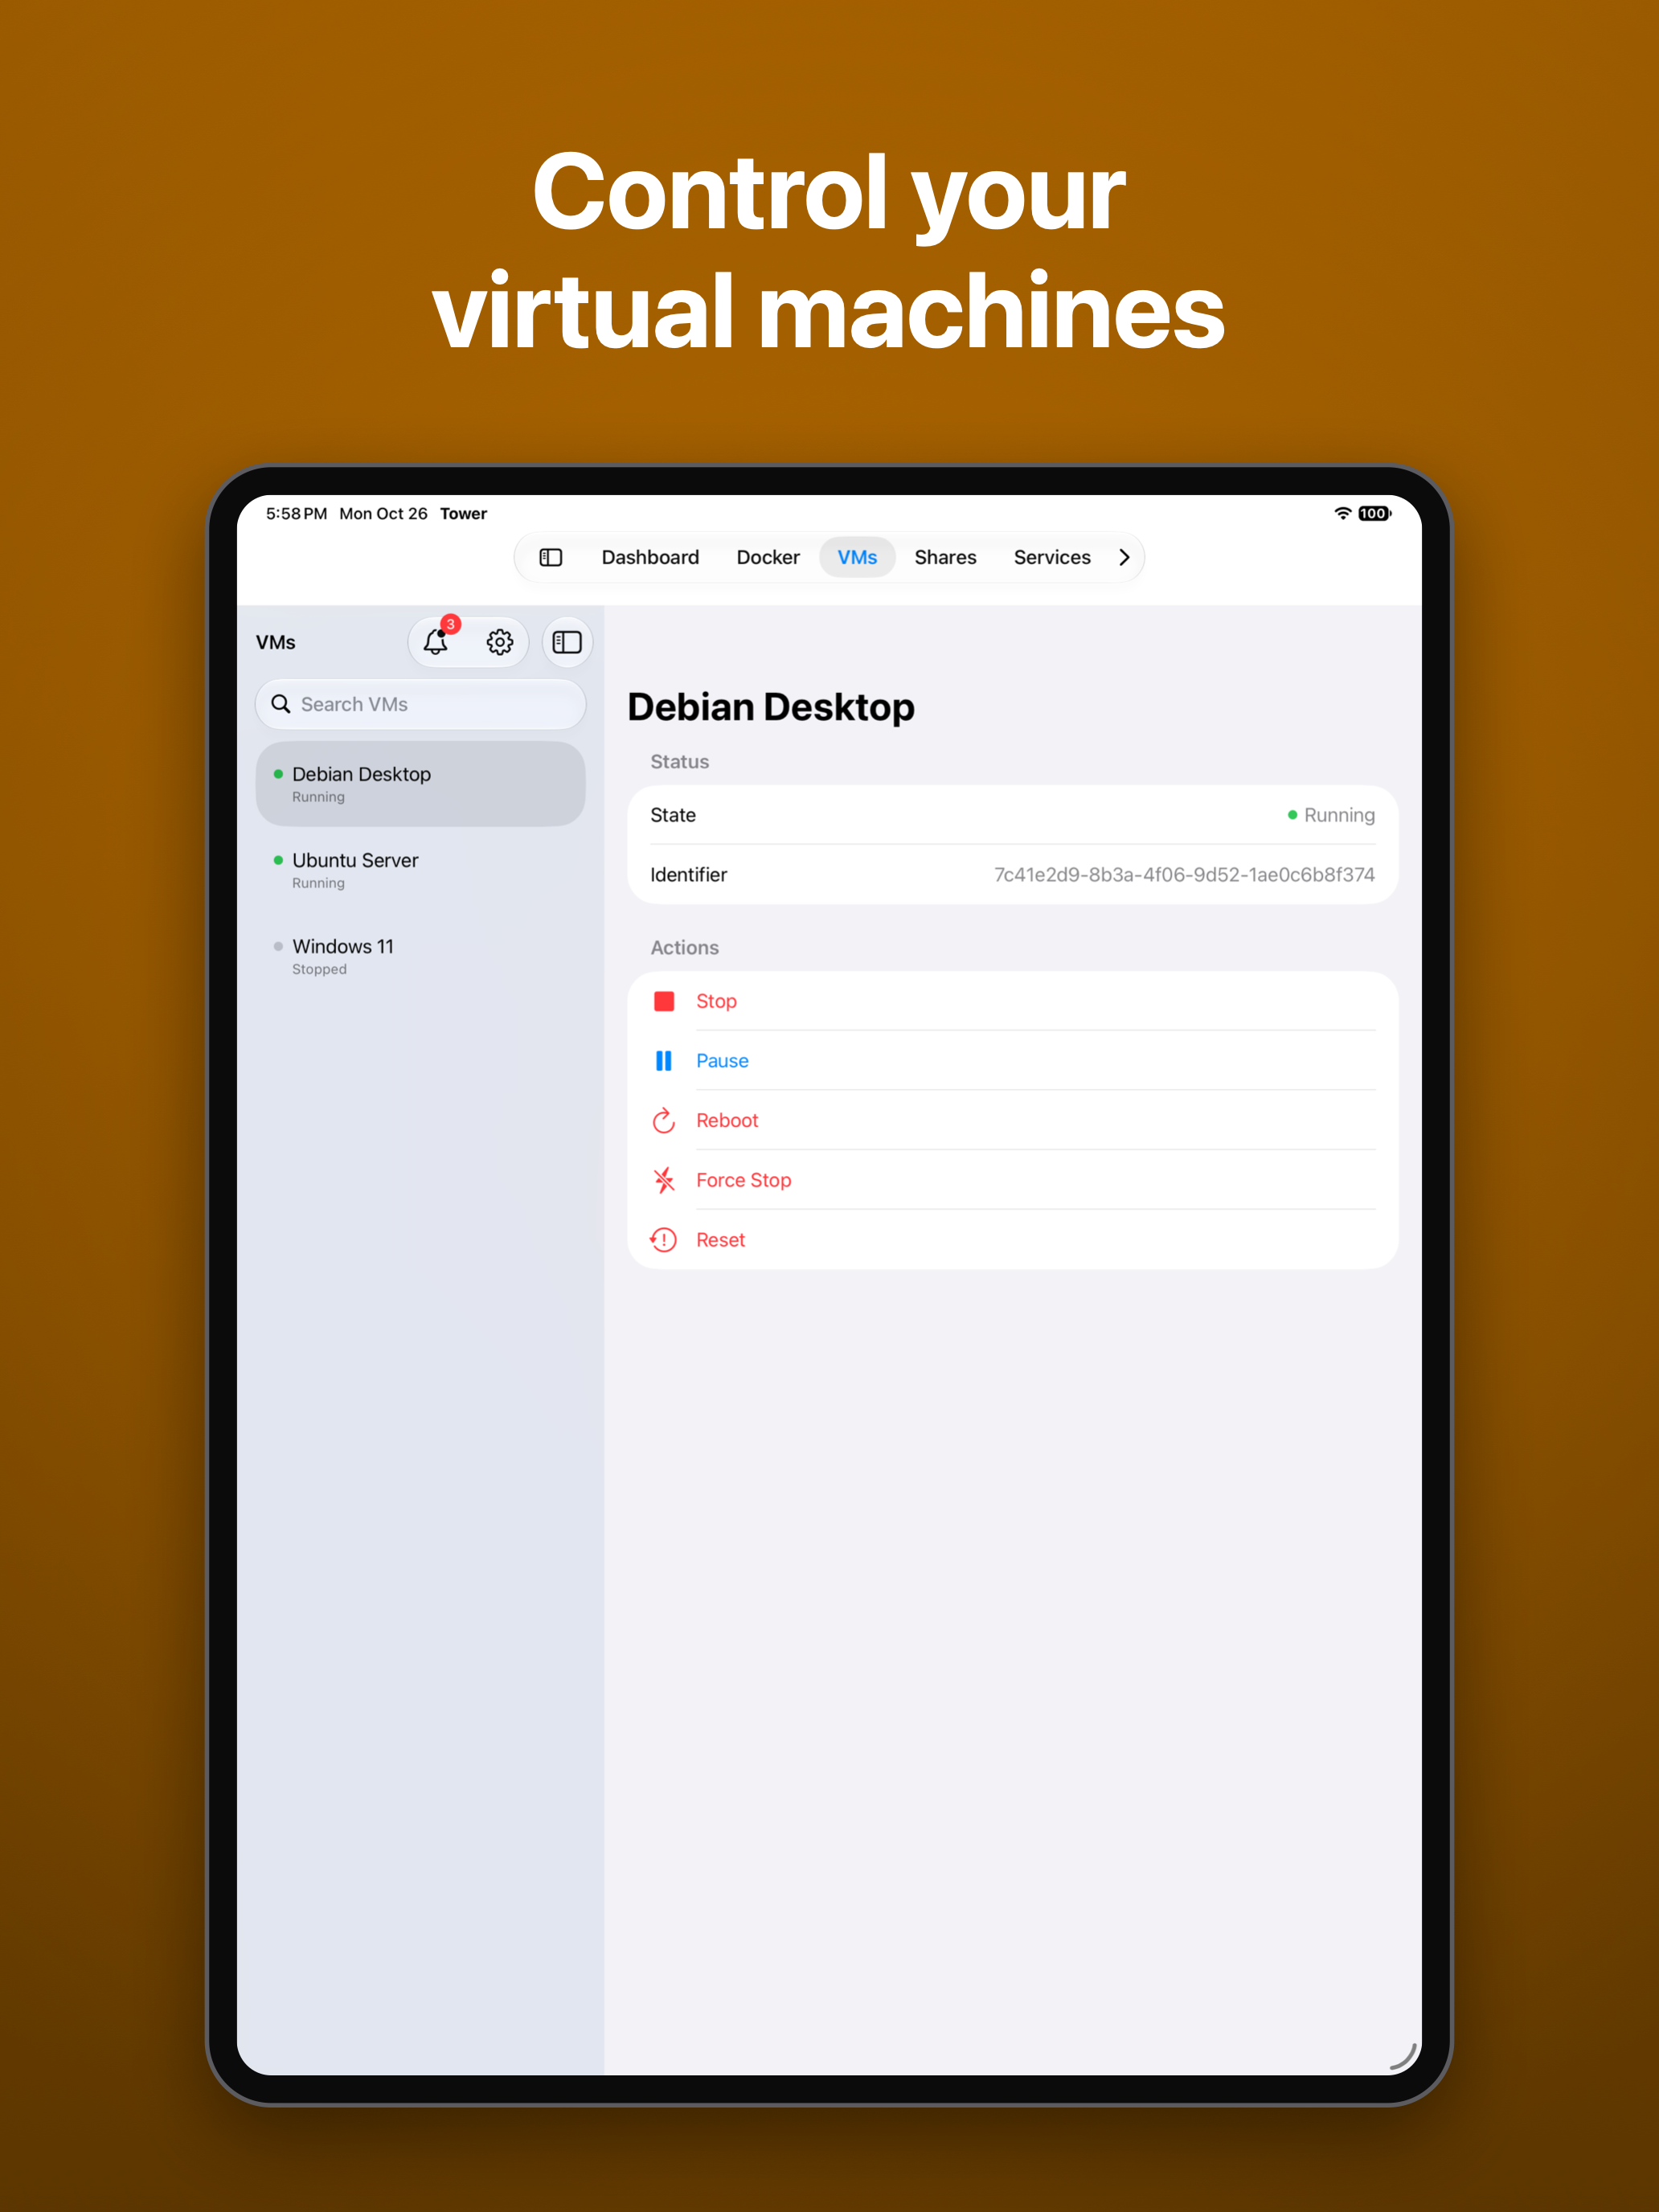 Control your
virtual machines
5:58 PM Mon Oct 26 Tower
100
Dashboard Docker VMs Shares Services
VMs
3
Search VMs
Debian Desktop
Running
Ubuntu Server
Running
Windows 11
Stopped
Debian Desktop
Status
State Running
Identifier 7c41e2d9-8b3a-4f06-9d52-1ae0c6b8f374
Actions
Stop
Pause
Reboot
Force Stop
Reset